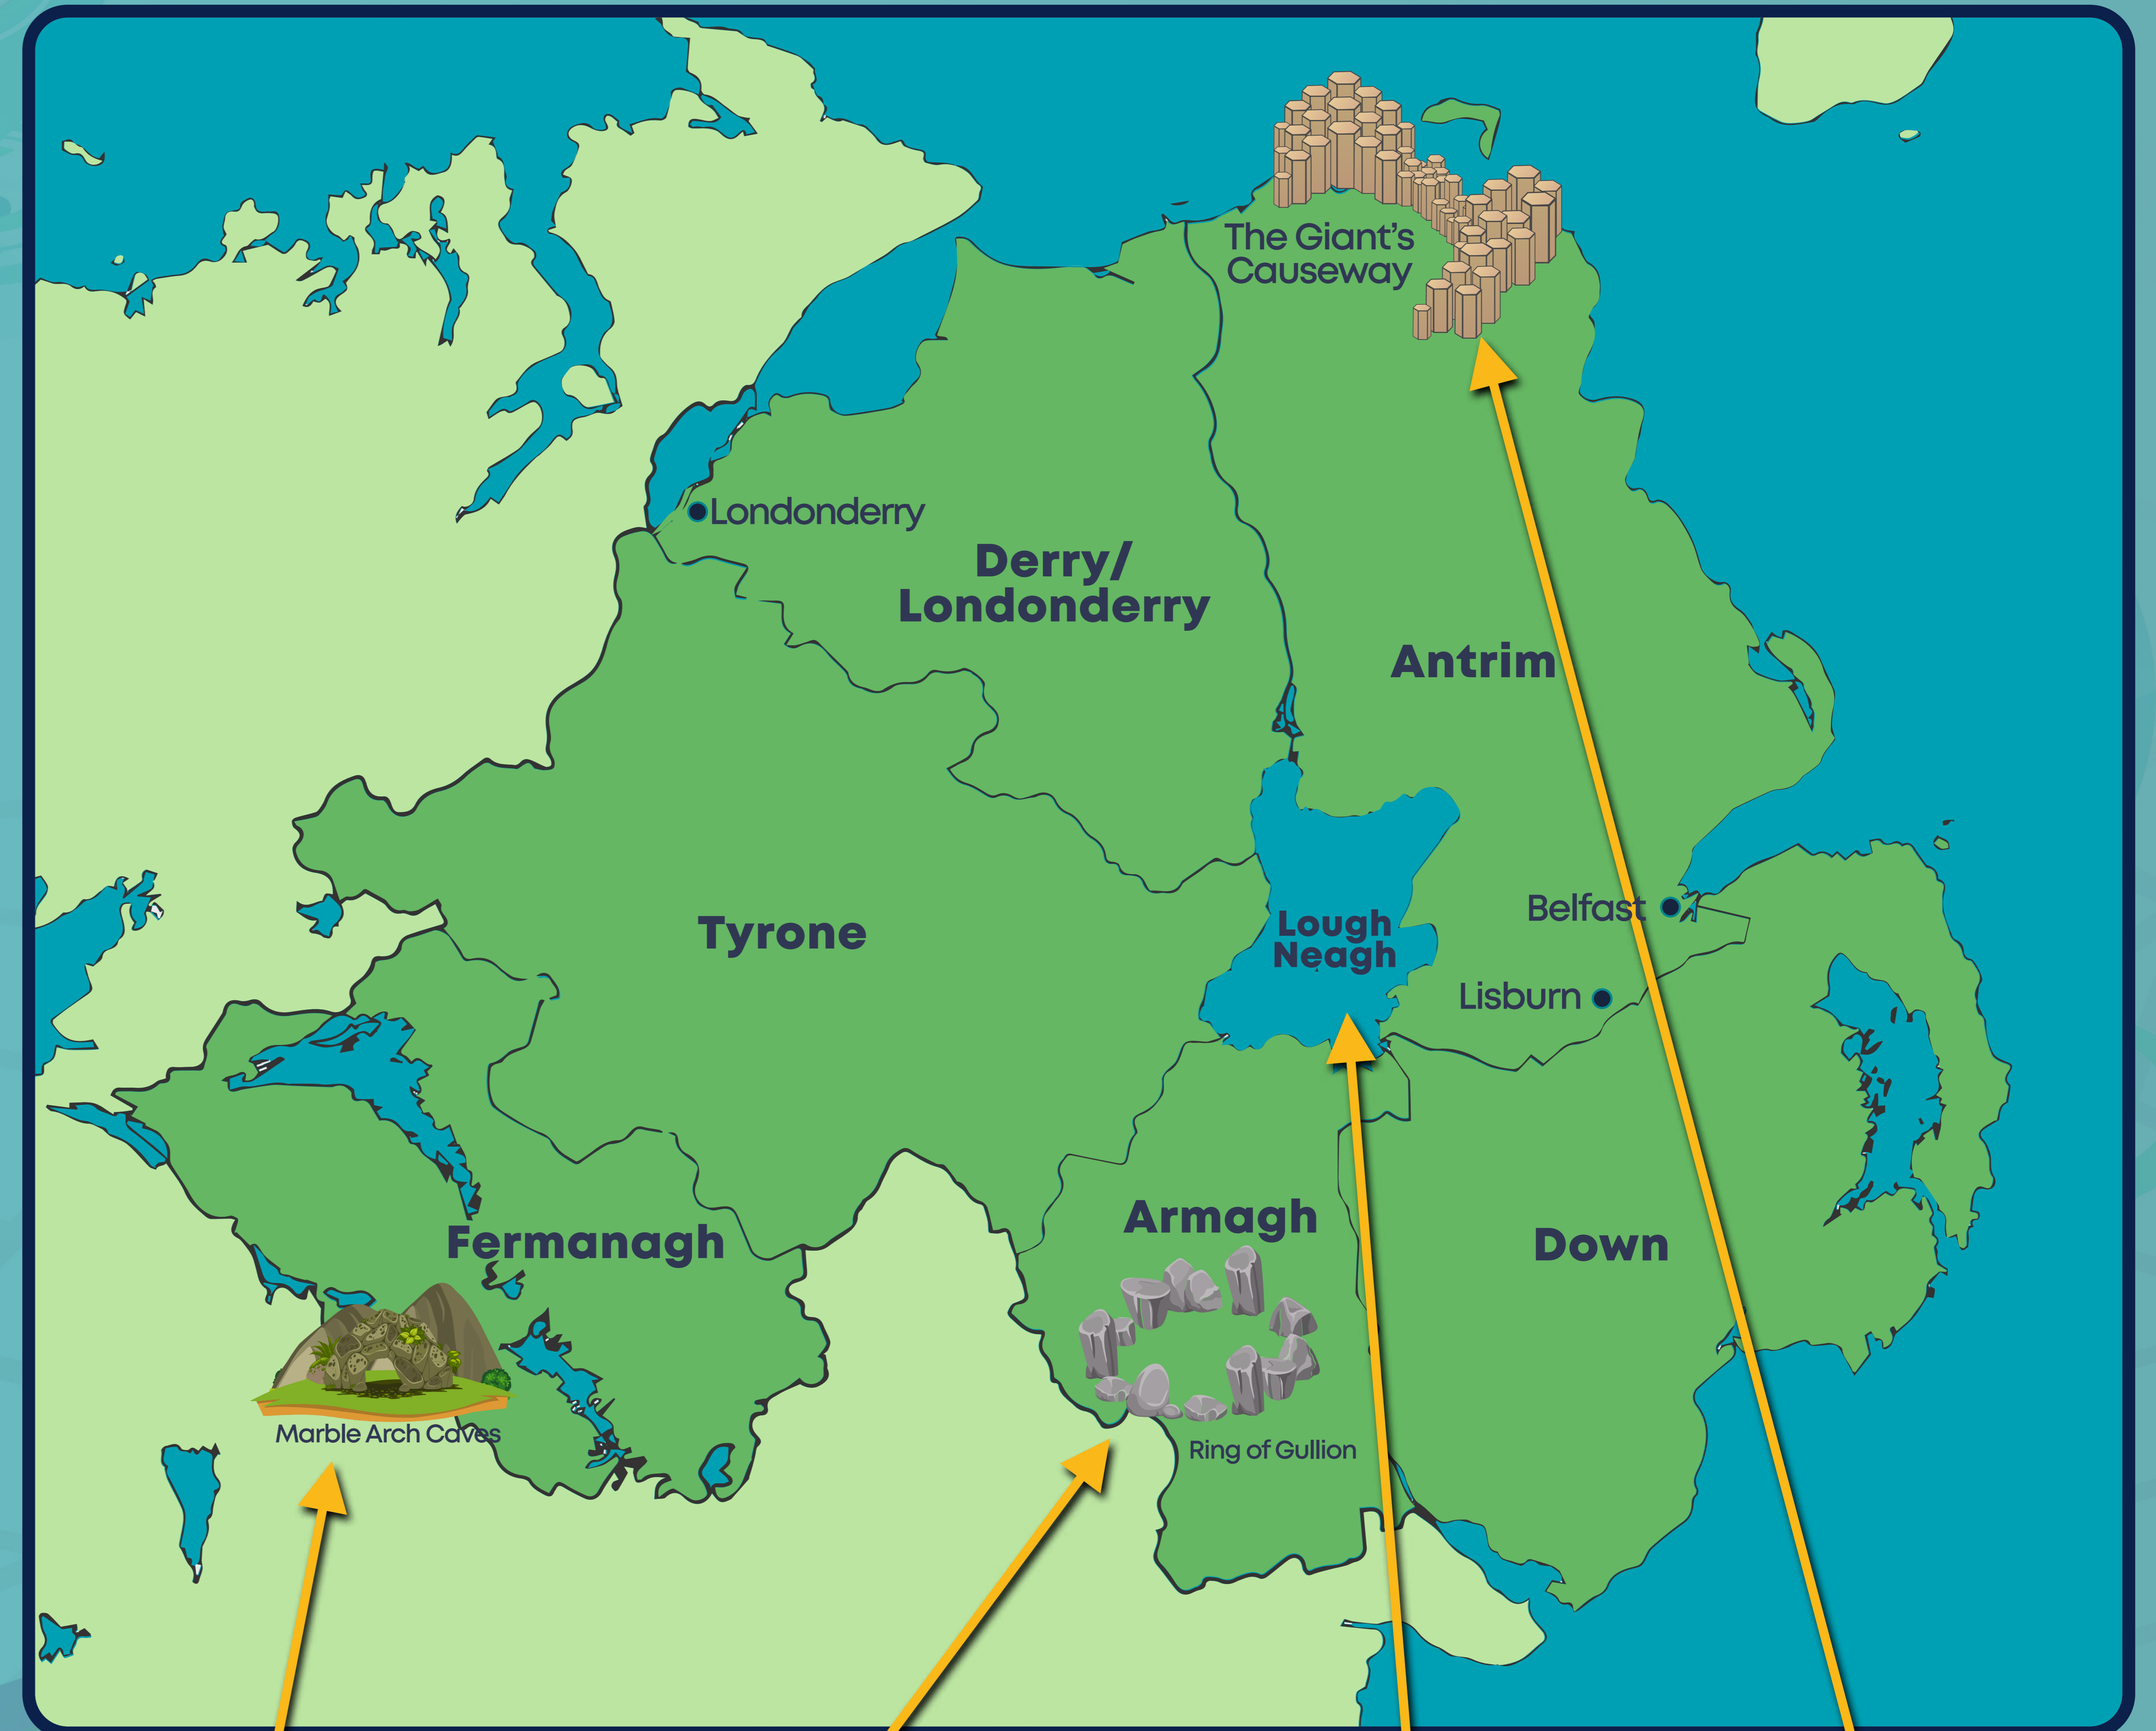 The Giant's
Causeway
Londonderry
Derry/
Londonderry
Antrim
Tyrone
Lough
Neagh
Belfast
Lisburn
Fermanagh
Armagh
Down
Marble Arch Caves
Ring of Gullion